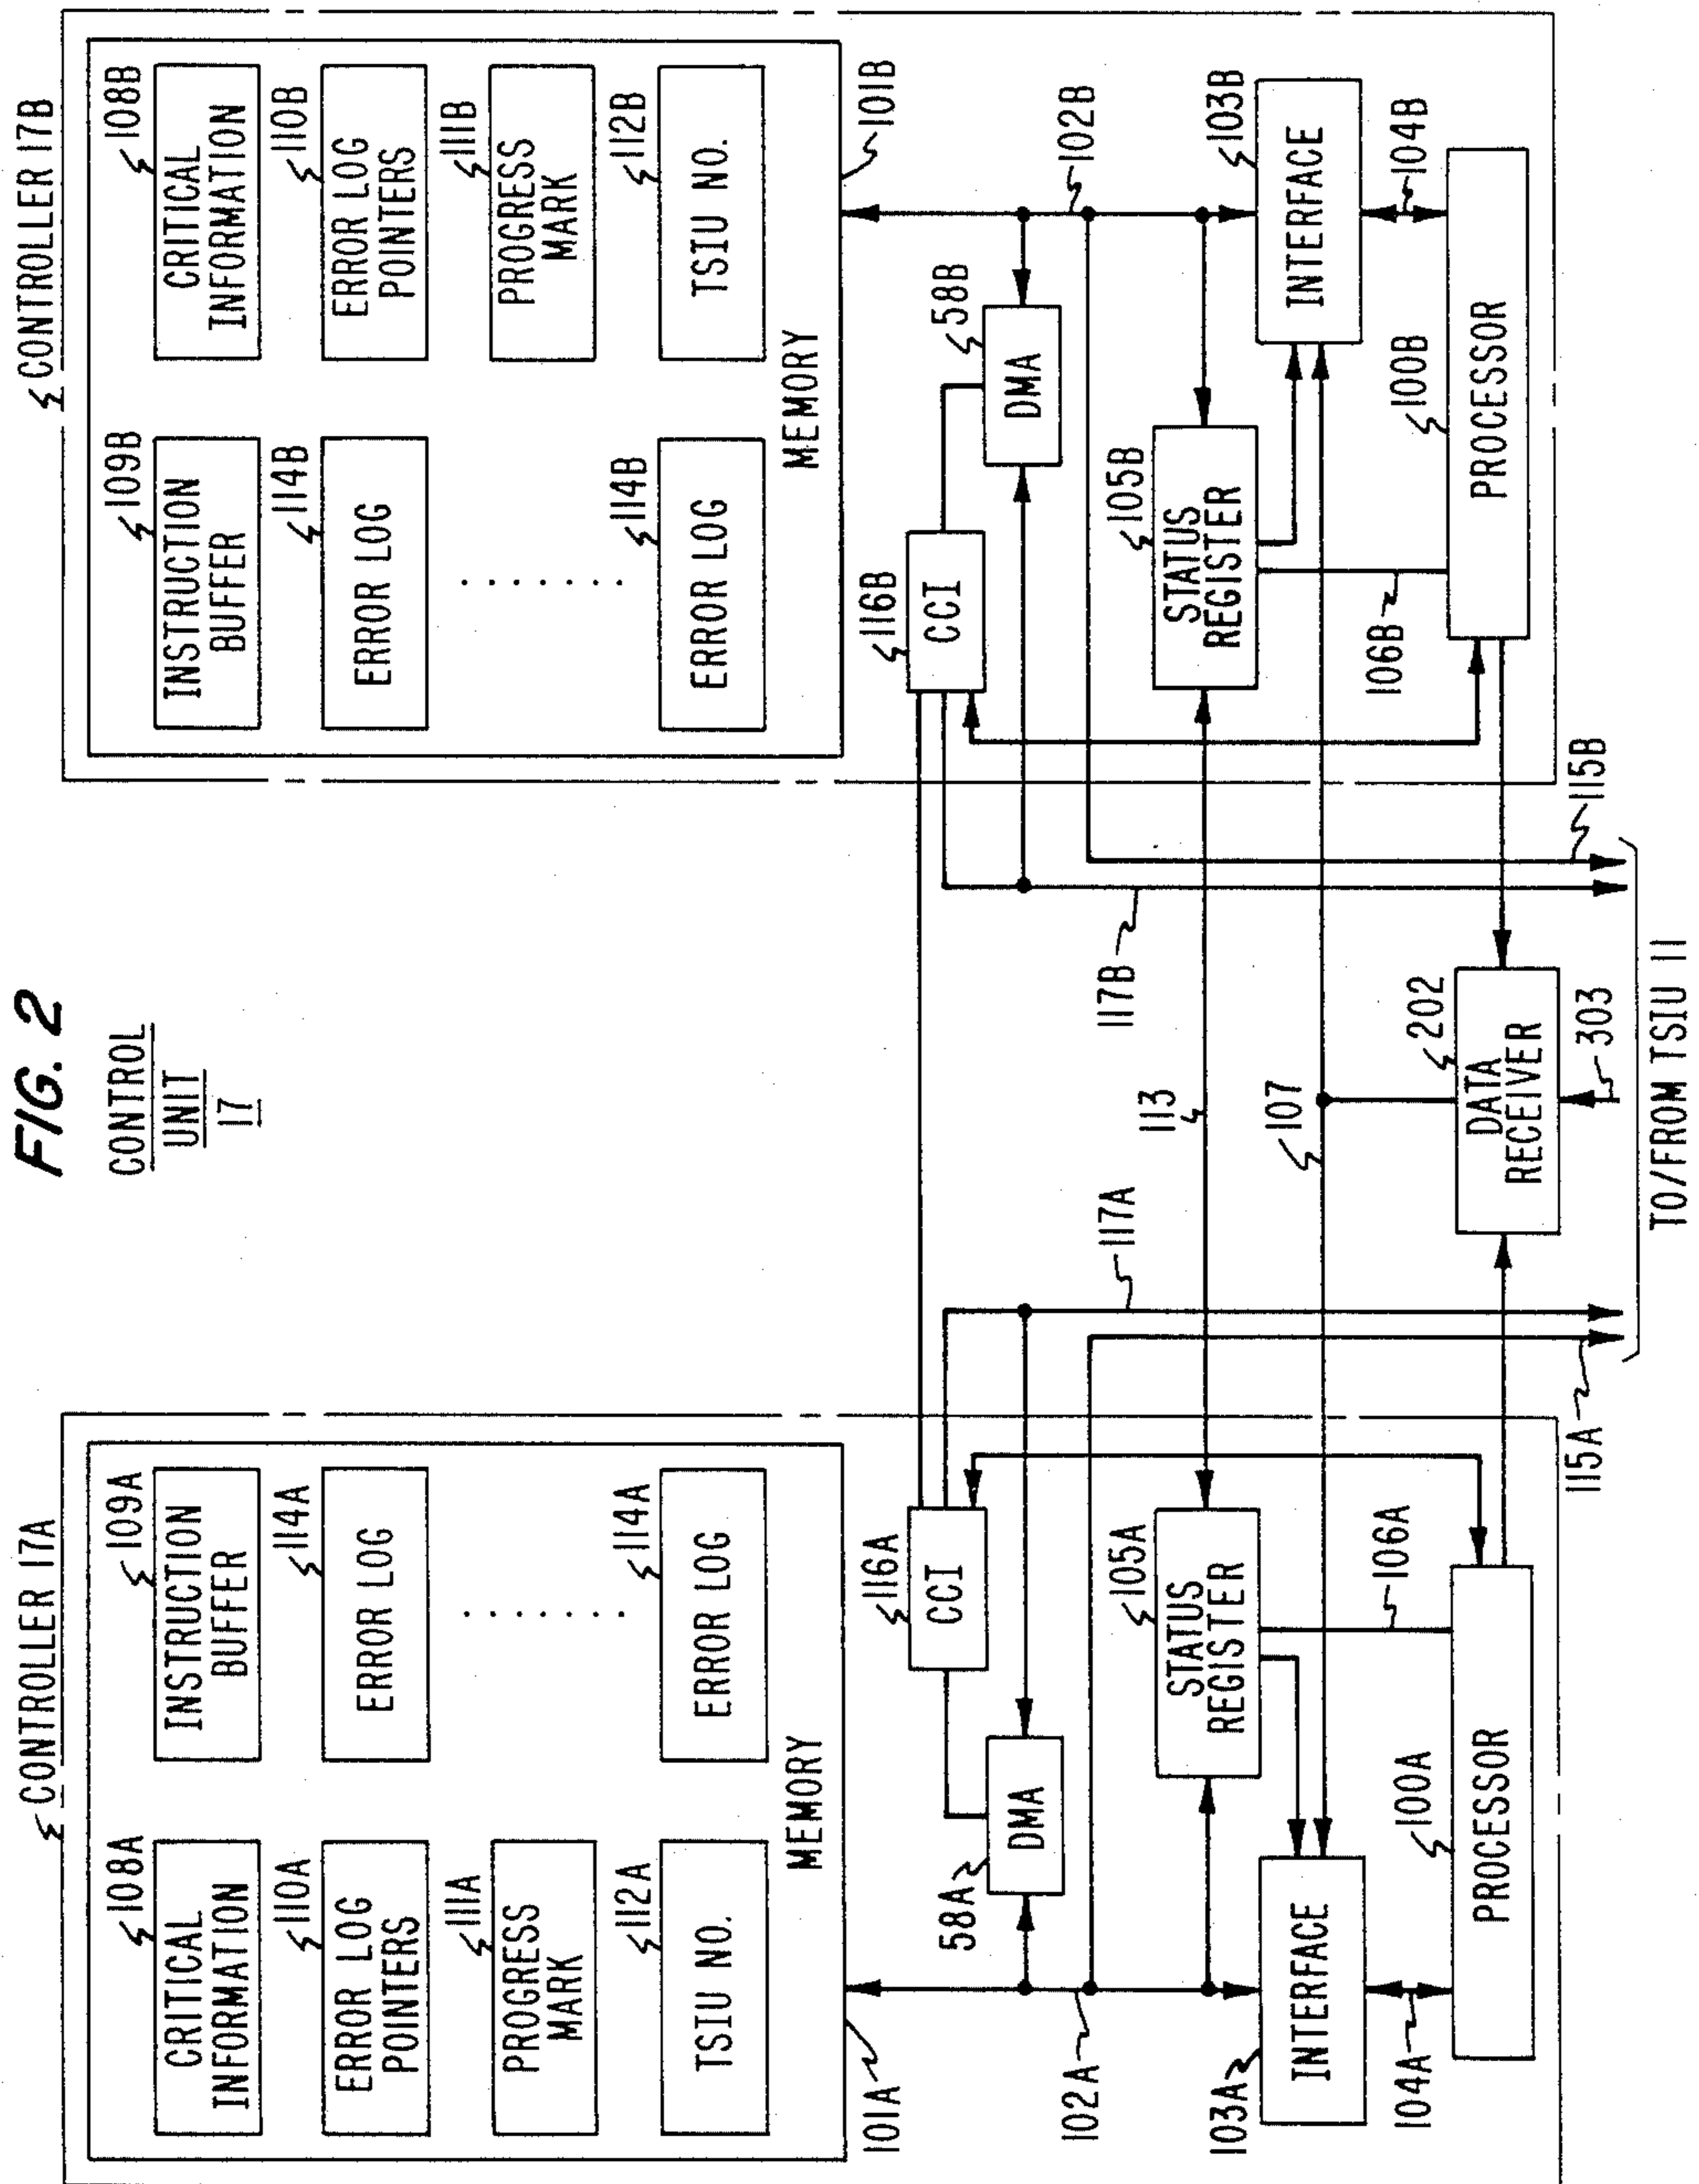 FIG. 2
CONTROL
UNIT
17
CONTROLLER 17A
108A
CRITICAL
INFORMATION
109A
INSTRUCTION
BUFFER
110A
ERROR LOG
POINTERS
114A
ERROR LOG
111A
PROGRESS
MARK
112A
TSIU NO.
114A
ERROR LOG
MEMORY
101A
116A
CCI
58A
DMA
102A
105A
STATUS
REGISTER
103A
INTERFACE
106A
104A
100A
PROCESSOR
115A
117A
113
107
202
DATA
RECEIVER
303
TO/FROM TSIU 11
117B
115B
CONTROLLER 17B
109B
INSTRUCTION
BUFFER
108B
CRITICAL
INFORMATION
114B
ERROR LOG
110B
ERROR LOG
POINTERS
111B
PROGRESS
MARK
114B
ERROR LOG
112B
TSIU NO.
MEMORY
101B
116B
CCI
58B
DMA
102B
105B
STATUS
REGISTER
103B
INTERFACE
106B
104B
100B
PROCESSOR